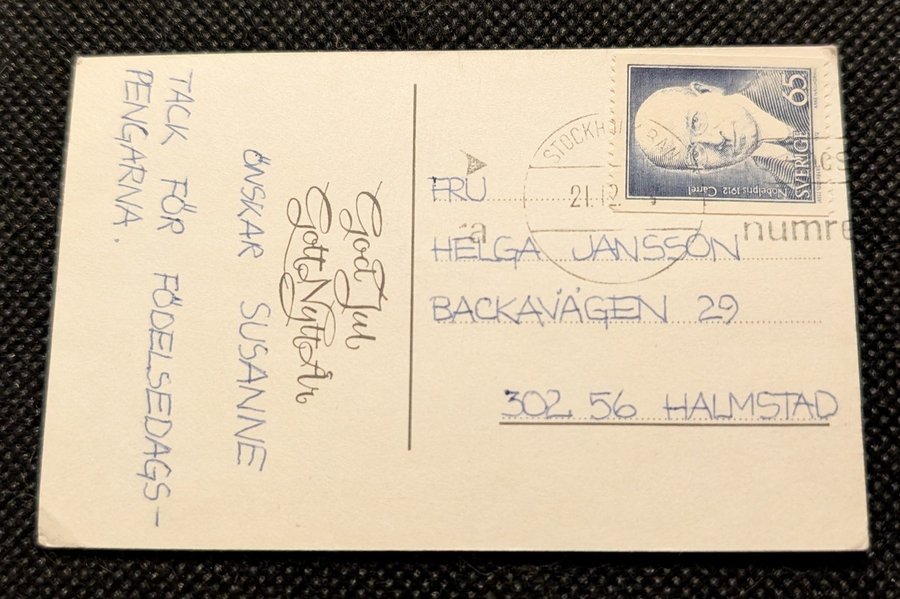 God Jul
Gott Nytt År
ÖNSKAR SUSANNE
TACK FÖR FÖDELSEDAGS-
PENGARNA.
SVERIGE 65
Nobelpris 1912 Carrel
21.12
numre
FRU
HELGA JANSSON
BACKAVÄGEN 29
302 56 HALMSTAD